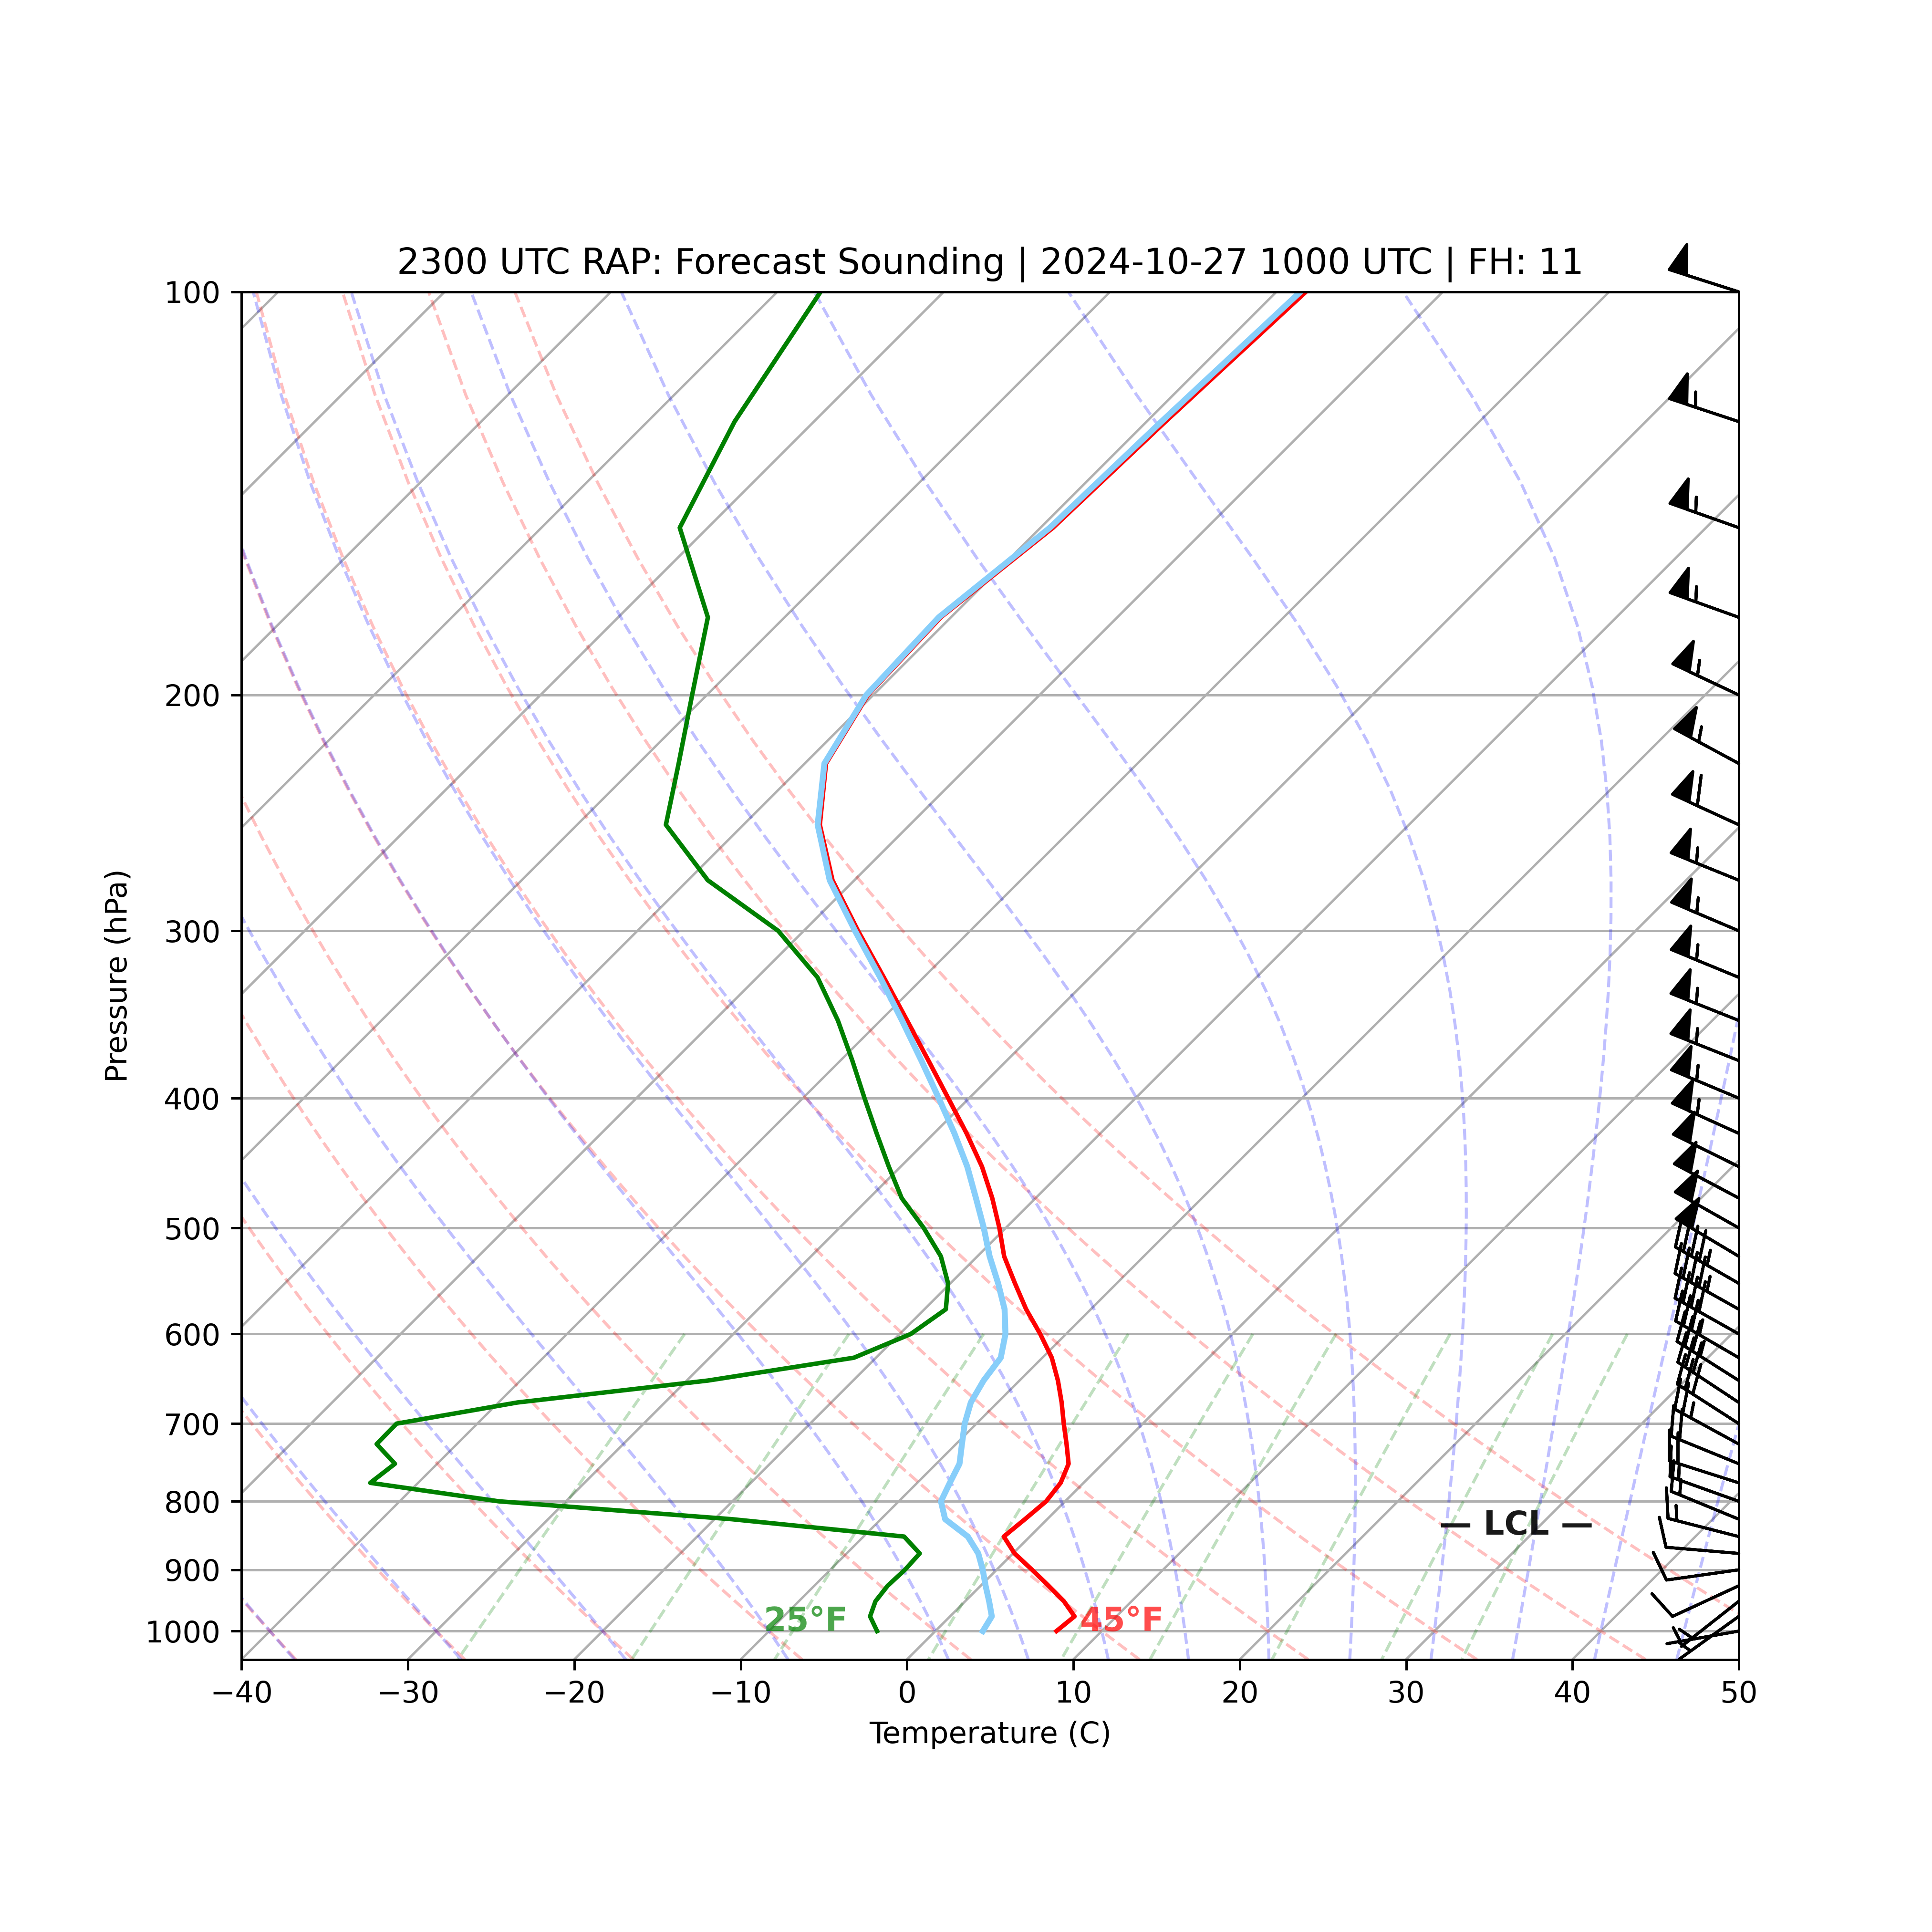 2300 UTC RAP: Forecast Sounding | 2024-10-27 1000 UTC | FH: 11
100
200
300
400
500
600
700
800
900
1000
Pressure (hPa)
— LCL —
25°F
45°F
−40 −30 −20 −10 0 10 20 30 40 50
Temperature (C)